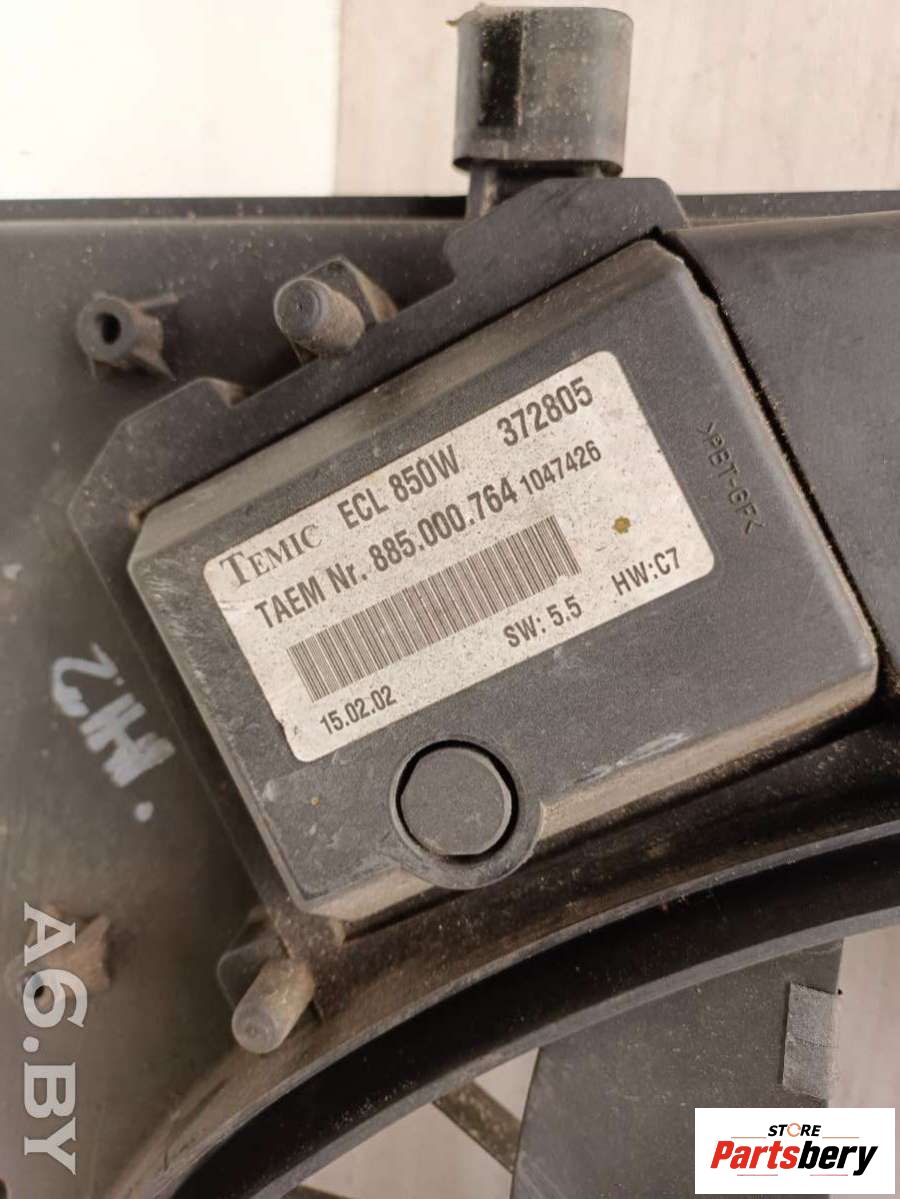 TEMIC ECL 850W 372805
TAEM Nr. 885.000.764 1047426
SW: 5.5 HW:C7
15.02.02
>PBT-GF<
H2
A6.BY
STORE
Partsbery